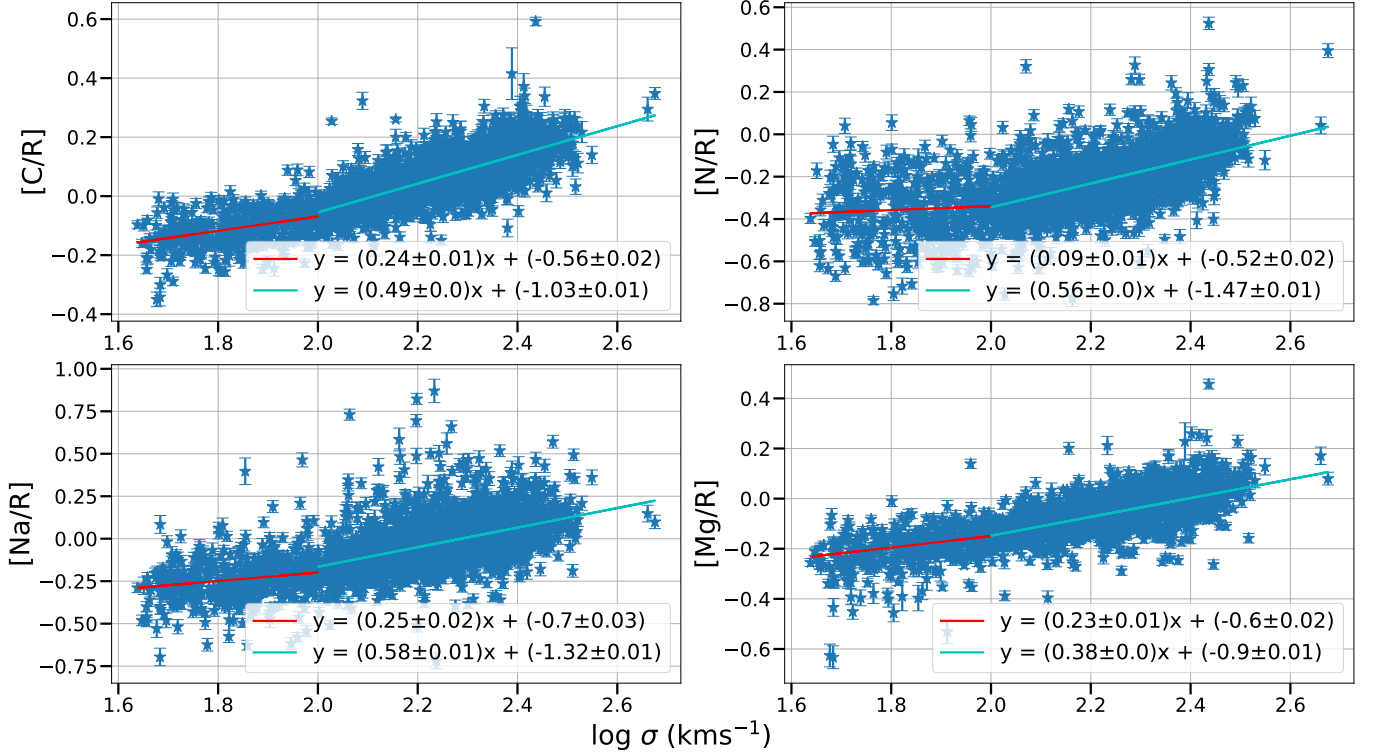 0.6
0.4
0.2
0.0
−0.2
−0.4
[C/R]
y = (0.24±0.01)x + (-0.56±0.02)
y = (0.49±0.0)x + (-1.03±0.01)
1.6 1.8 2.0 2.2 2.4 2.6
0.6
0.4
0.2
0.0
−0.2
−0.4
−0.6
−0.8
[N/R]
y = (0.09±0.01)x + (-0.52±0.02)
y = (0.56±0.0)x + (-1.47±0.01)
1.6 1.8 2.0 2.2 2.4 2.6
1.00
0.75
0.50
0.25
0.00
−0.25
−0.50
−0.75
[Na/R]
y = (0.25±0.02)x + (-0.7±0.03)
y = (0.58±0.01)x + (-1.32±0.01)
1.6 1.8 2.0 2.2 2.4 2.6
0.4
0.2
0.0
−0.2
−0.4
−0.6
[Mg/R]
y = (0.23±0.01)x + (-0.6±0.02)
y = (0.38±0.0)x + (-0.9±0.01)
1.6 1.8 2.0 2.2 2.4 2.6
log σ (kms⁻¹)